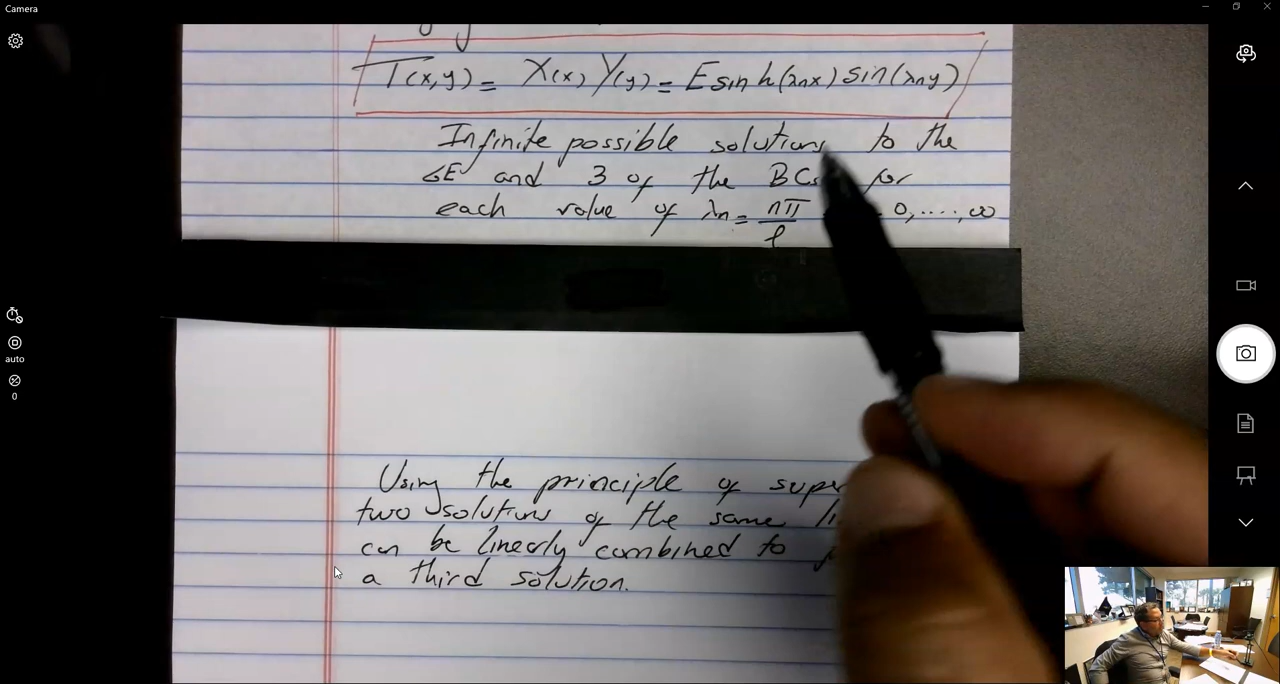 Camera
T(x,y) = X(x) Y(y) = E sinh(λnx) sin(λny)
Infinite possible solutions to the
GE and 3 of the BCs for
each value of λn = nπ/l 0,....,∞
auto
0
Using the principle of super
two solutions of the same li
can be linearly combined to
a third solution.